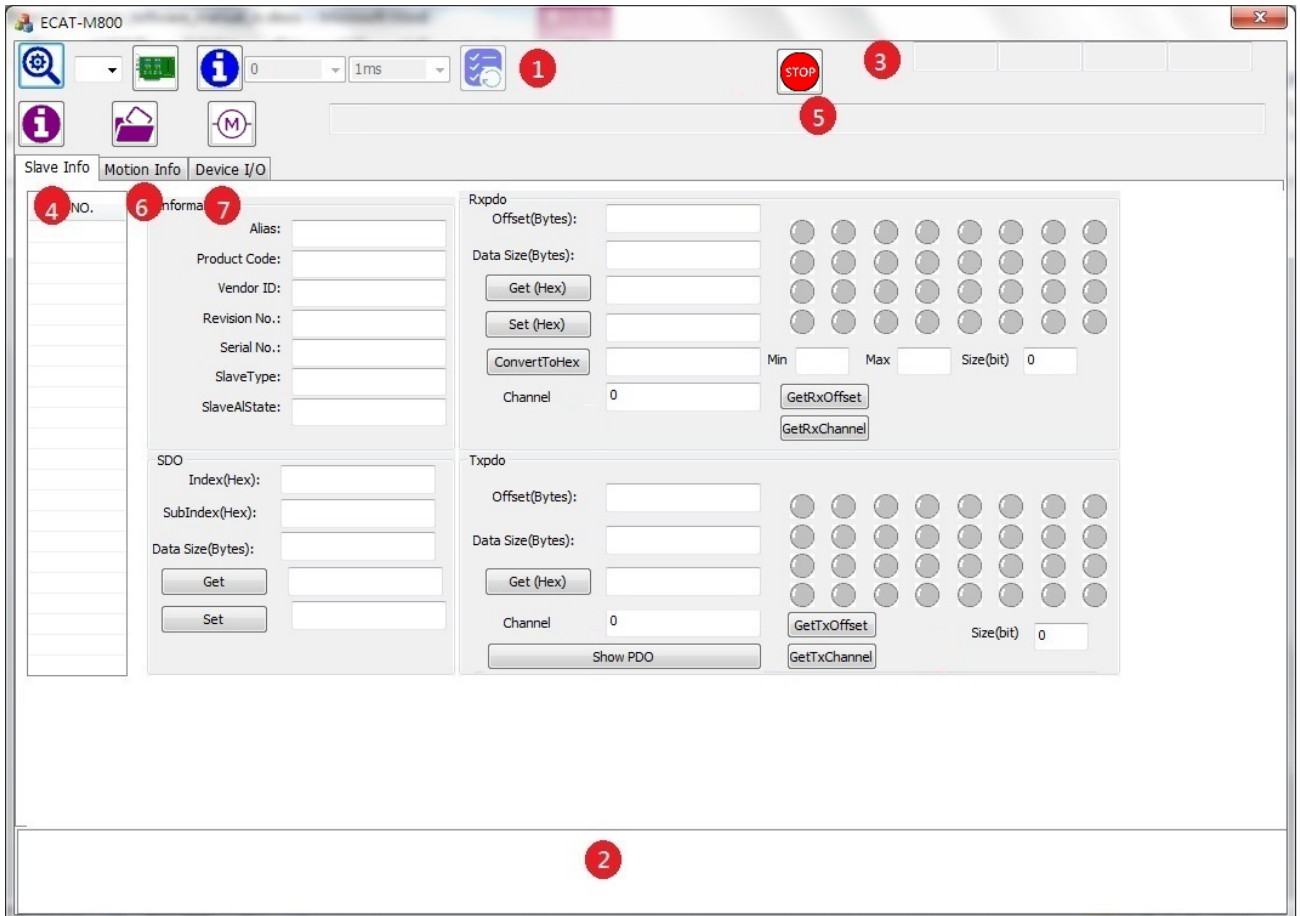 ECAT-M800
0
1ms
1
STOP
3
5
Slave Info
Motion Info
Device I/O
4
NO.
6
7
Alias:
Product Code:
Vendor ID:
Revision No.:
Serial No.:
SlaveType:
SlaveAlState:
SDO
Index(Hex):
SubIndex(Hex):
Data Size(Bytes):
Get
Set
Rxpdo
Offset(Bytes):
Data Size(Bytes):
Get (Hex)
Set (Hex)
ConvertToHex
Channel
0
Min
Max
Size(bit)
0
GetRxOffset
GetRxChannel
Txpdo
Offset(Bytes):
Data Size(Bytes):
Get (Hex)
Channel
0
Show PDO
GetTxOffset
GetTxChannel
Size(bit)
0
2